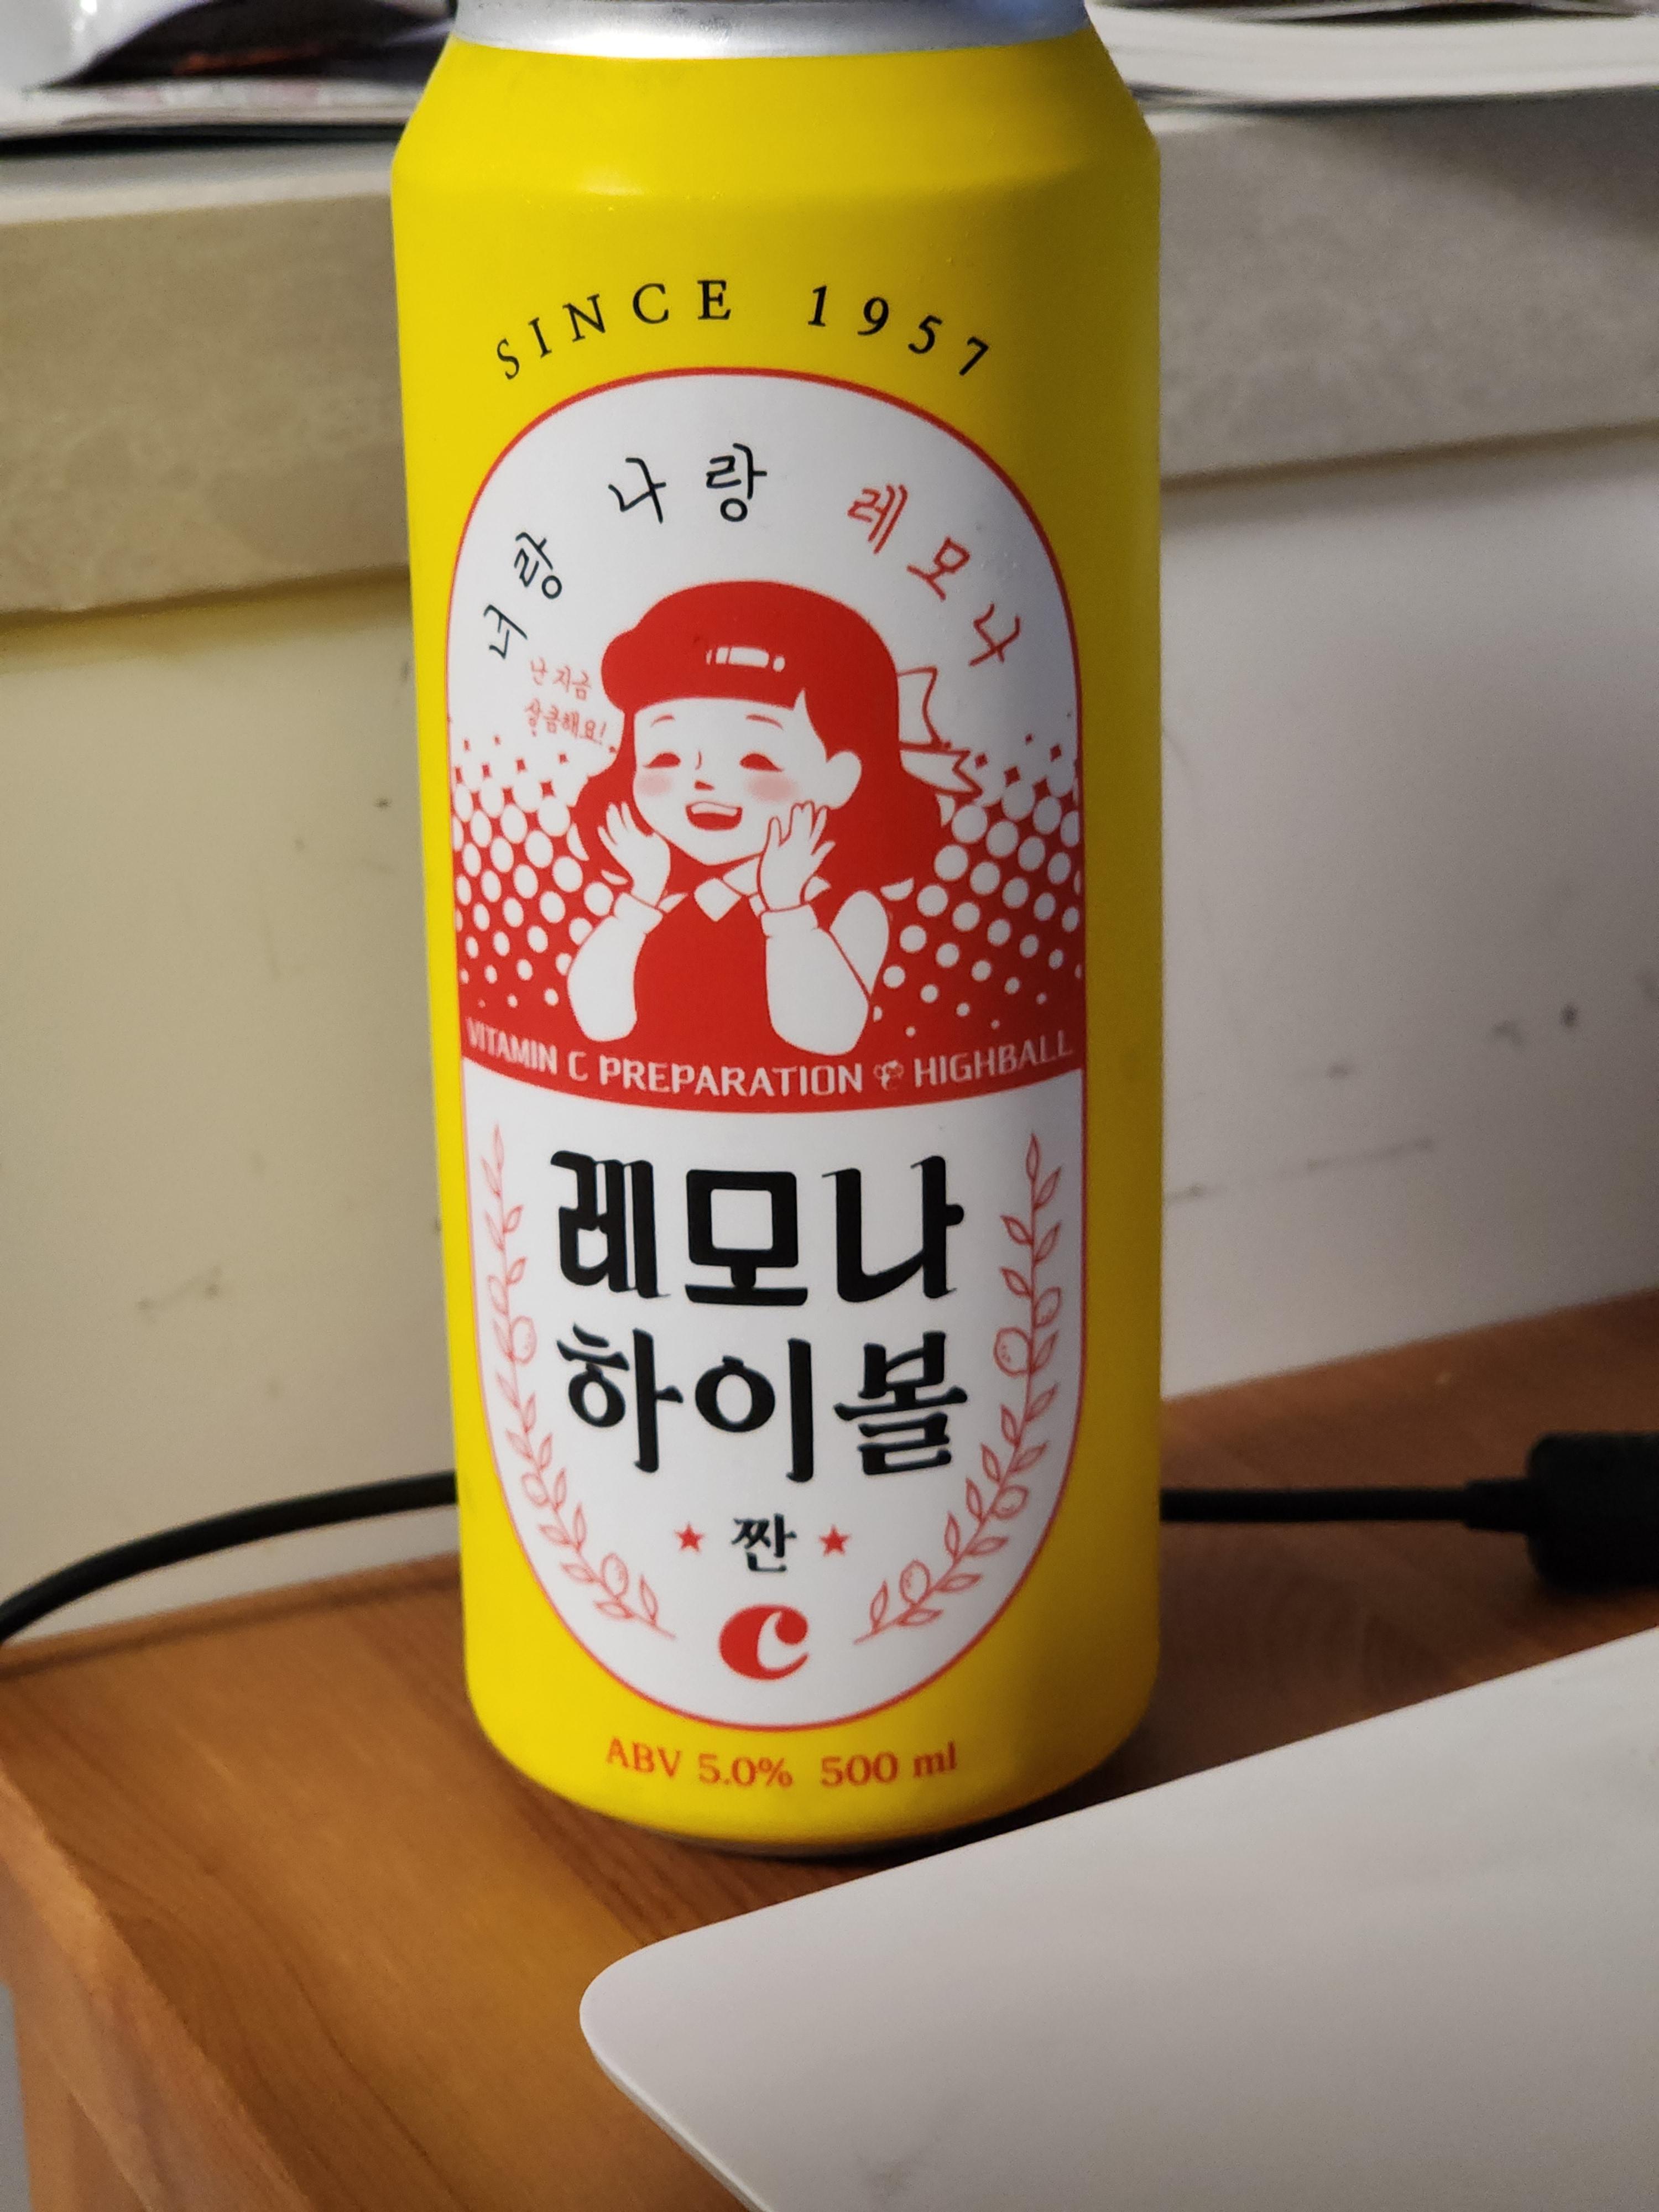 SINCE 1957
너랑 나랑 레모나
난 지금
상큼해요!
VITAMIN C PREPARATION HIGHBALL
레모나
하이볼
★ 짠 ★
C
ABV 5.0% 500 ml